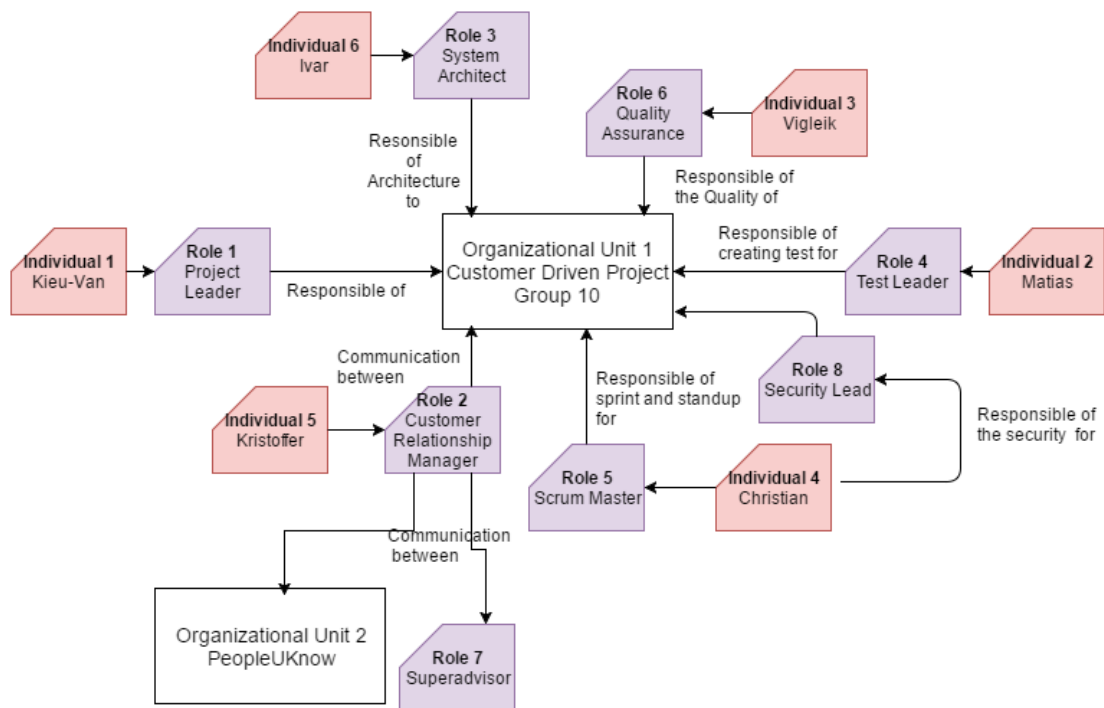 Individual 6
Ivar
Role 3
System
Architect
Role 6
Quality
Assurance
Individual 3
Vigleik
Resonsible
of
Architecture
to
Responsible of
the Quality of
Individual 1
Kieu-Van
Role 1
Project
Leader
Responsible of
Organizational Unit 1
Customer Driven Project
Group 10
Responsible of
creating test for
Role 4
Test Leader
Individual 2
Matias
Communication
between
Individual 5
Kristoffer
Role 2
Customer
Relationship
Manager
Responsible of
sprint and standup
for
Role 8
Security Lead
Responsible of
the security for
Role 5
Scrum Master
Individual 4
Christian
Communication
between
Organizational Unit 2
PeopleUKnow
Role 7
Superadvisor